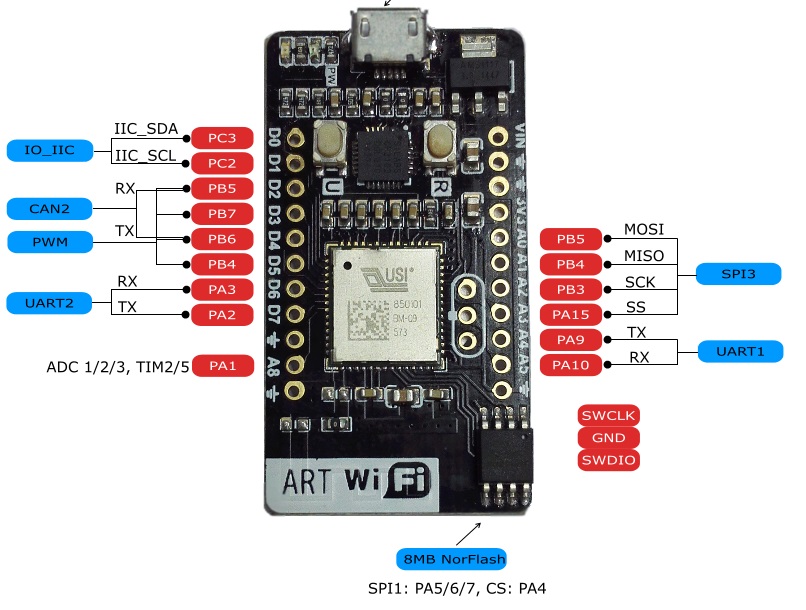 IIC_SDA
PC3
IO_IIC
IIC_SCL
PC2
RX
PB5
CAN2
PB7
PWM
TX
PB6
PB4
RX
PA3
UART2
TX
PA2
ADC 1/2/3, TIM2/5
PA1
PW
D0
D1
D2
D3
D4
D5
D6
D7
A8
U
R
VIN
3V3
A0
A1
A2
A3
A4
A5
USI
850101
BM-09
573
ART WiFi
PB5
MOSI
PB4
MISO
SPI3
PB3
SCK
PA15
SS
PA9
TX
UART1
PA10
RX
SWCLK
GND
SWDIO
8MB NorFlash
SPI1: PA5/6/7, CS: PA4